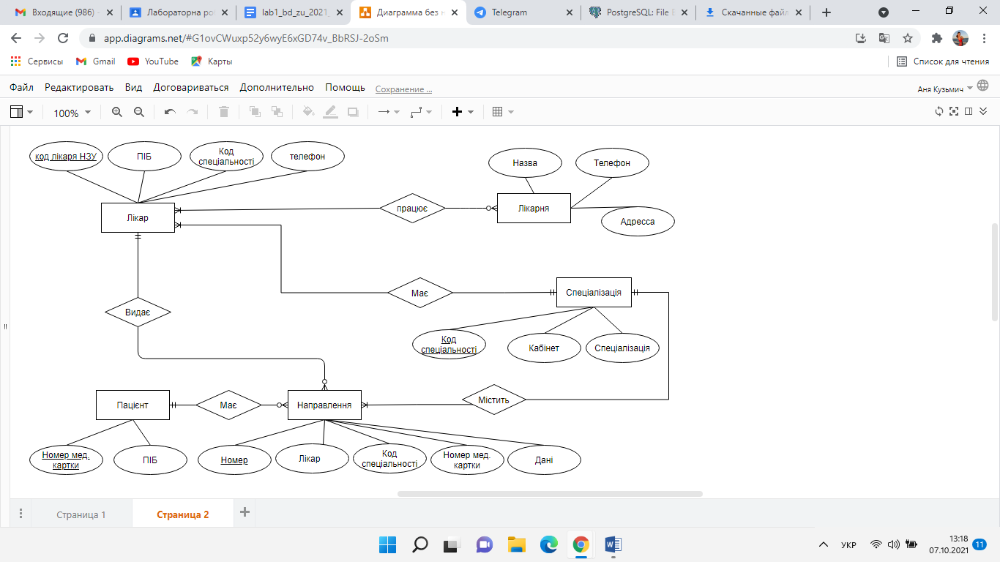 Входящие (986) -
Лабораторна ро
lab1_bd_zu_2021_
Диаграмма без н
Telegram
PostgreSQL: File B
Скачанные файл
app.diagrams.net/#G1ovCWuxp52y6wyE6xGD74v_BbRSJ-2oSm
Сервисы
Gmail
YouTube
Карты
Список для чтения
Файл
Редактировать
Вид
Договариваться
Дополнительно
Помощь
Сохранение ...
Аня Кузьмич
100%
код лікаря НЗУ
ПІБ
Код
спеціальності
телефон
Назва
Телефон
Лікар
працює
Лікарня
Адресса
Має
Спеціалізація
Видає
Код
спеціальності
Кабінет
Спеціалізація
Пацієнт
Має
Направлення
Містить
Номер мед.
картки
ПІБ
Номер
Лікар
Код
спеціальності
Номер мед.
картки
Дані
Страница 1
Страница 2
УКР
13:18
07.10.2021
11